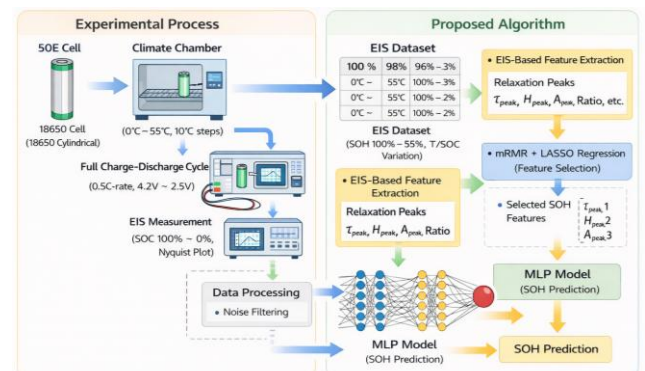 Experimental Process
50E Cell
Climate Chamber
18650 Cell
(18650 Cylindrical)
(0℃~55℃, 10℃ steps)
Full Charge-Discharge Cycle
(0.5C-rate, 4.2V ~ 2.5V)
EIS Measurement
(SOC 100% ~ 0%,
Nyquist Plot)
Data Processing
• Noise Filtering
Proposed Algorithm
EIS Dataset
100 % 98% 96%~.3%
0℃~ 55℃ 100%~3%
0℃~ 55℃ 100%~2%
0℃~ 55℃ 100%~2%
EIS Dataset
(SOH 100%~55%, T/SOC
Variation)
• EIS-Based Feature Extraction
Relaxation Peaks
τpeak, Hpeak, Apeak, Ratio, etc.
• mRMR + LASSO Regression
(Feature Selection)
• EIS-Based Feature
Extraction
Relaxation Peaks
τpeak, Hpeak, Apeak, Ratio
• Selected SOH
Features
τpeak,1
Hpeak,2
Apeak,3
MLP Model
(SOH Prediction)
MLP Model
(SOH Prediction)
SOH Prediction